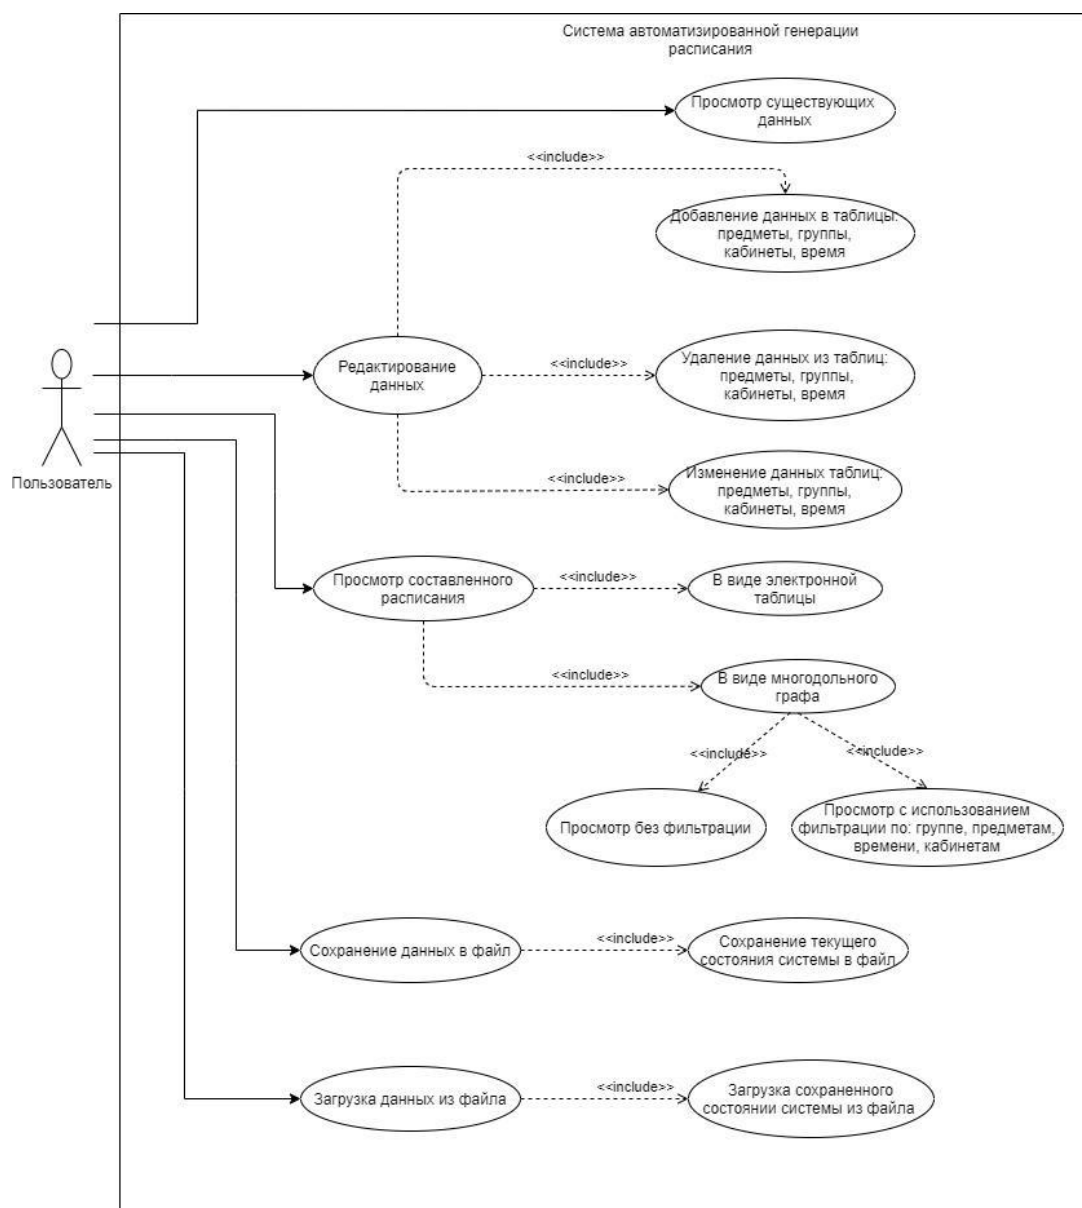 Система автоматизированной генерации
расписания
Просмотр существующих
данных
<<include>>
Добавление данных в таблицы:
предметы, группы,
кабинеты, время
Пользователь
Редактирование
данных
<<include>>
Удаление данных из таблиц:
предметы, группы,
кабинеты, время
<<include>>
Изменение данных таблиц:
предметы, группы,
кабинеты, время
Просмотр составленного
расписания
<<include>>
В виде электронной
таблицы
<<include>>
В виде многодольного
графа
<<include>>
<<include>>
Просмотр без фильтрации
Просмотр с использованием
фильтрации по: группе, предметам,
времени, кабинетам
Сохранение данных в файл
<<include>>
Сохранение текущего
состояния системы в файл
Загрузка данных из файла
<<include>>
Загрузка сохраненного
состоянии системы из файла